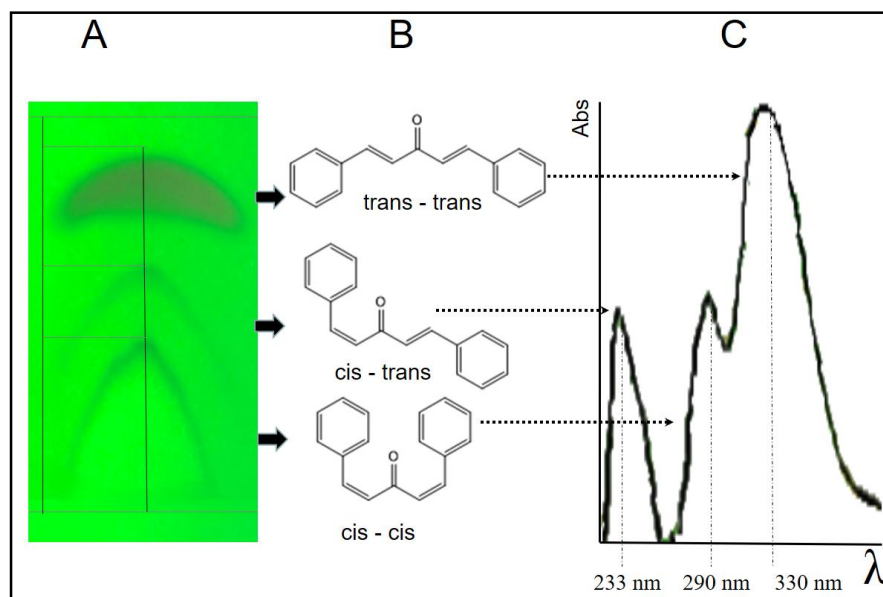 A
B
C
O
trans - trans
O
cis - trans
O
cis - cis
Abs
λ
233 nm 290 nm 330 nm